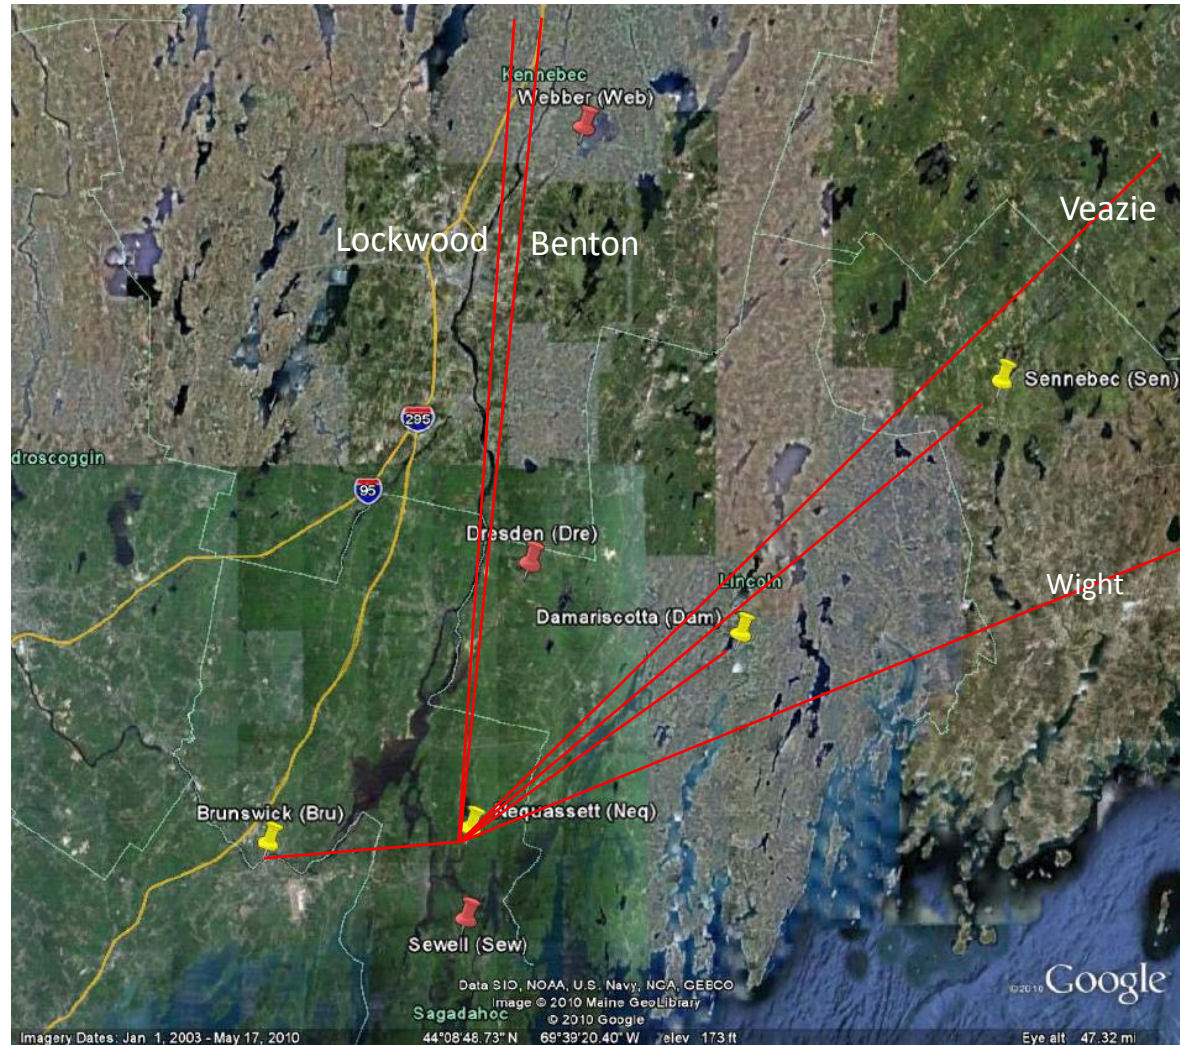 Kennebec
Webber (Web)
Veazie
Lockwood
Benton
Sennebec (Sen)
295
droscoggin
95
Dresden (Dre)
Lincoln
Wight
Damariscotta (Dam)
Brunswick (Bru)
Nequassett (Neq)
Sewell (Sew)
Data SIO, NOAA, U.S. Navy, NGA, GEBCO
Image © 2010 Maine GeoLibrary
© 2010 Google
©2010 Google
Sagadahoc
Imagery Dates: Jan 1, 2003 - May 17, 2010
44°08'48.73" N 69°39'20.40" W elev 173 ft
Eye alt 47.32 mi